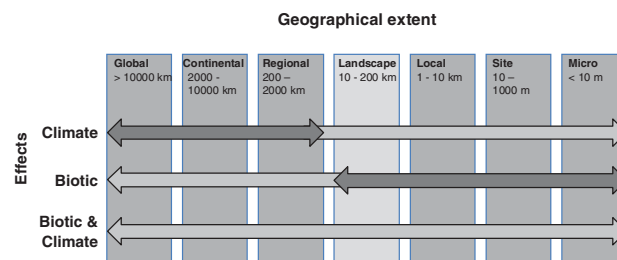 Geographical extent
Global
> 10000 km
Continental
2000 -
10000 km
Regional
200 –
2000 km
Landscape
10 - 200 km
Local
1 - 10 km
Site
10 –
1000 m
Micro
< 10 m
Effects
Climate
Biotic
Biotic &
Climate